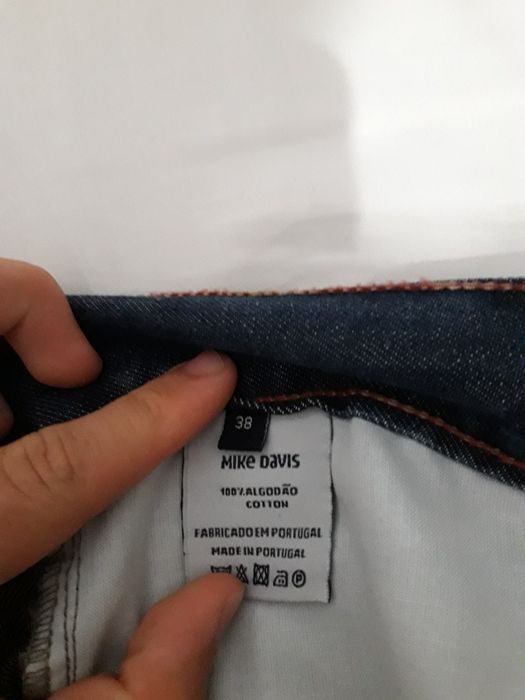 38
MIKE DAVIS
100% ALGODÃO
COTTON
FABRICADO EM PORTUGAL
MADE IN PORTUGAL
P